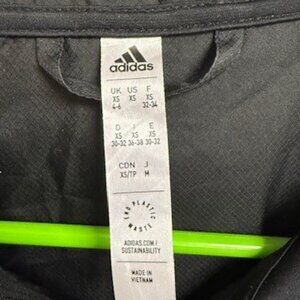 adidas
UK US F
XS XS XS
4-6 32-34
D I E
XS XS XS
30-32 36-38 30-32
CDN J
XS/TP M
END PLASTIC
WASTE
ADIDAS.COM/
SUSTAINABILITY
MADE IN
VIETNAM